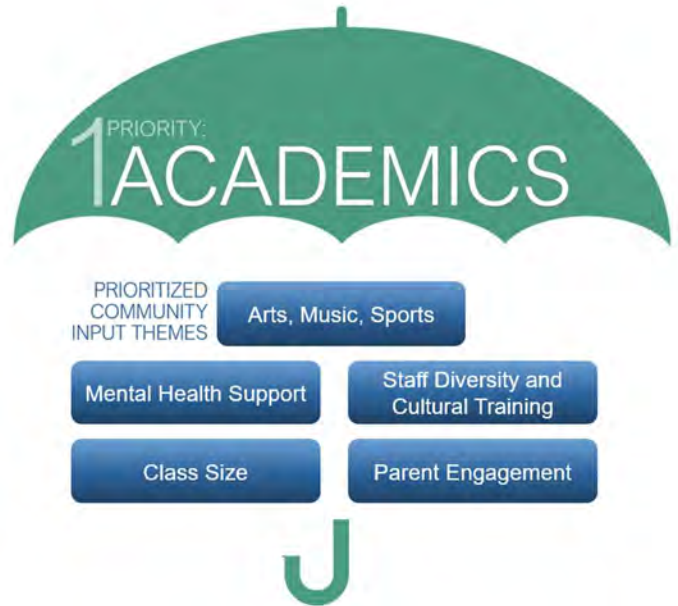 1 PRIORITY:
ACADEMICS
PRIORITIZED
COMMUNITY
INPUT THEMES
Arts, Music, Sports
Mental Health Support
Staff Diversity and
Cultural Training
Class Size
Parent Engagement